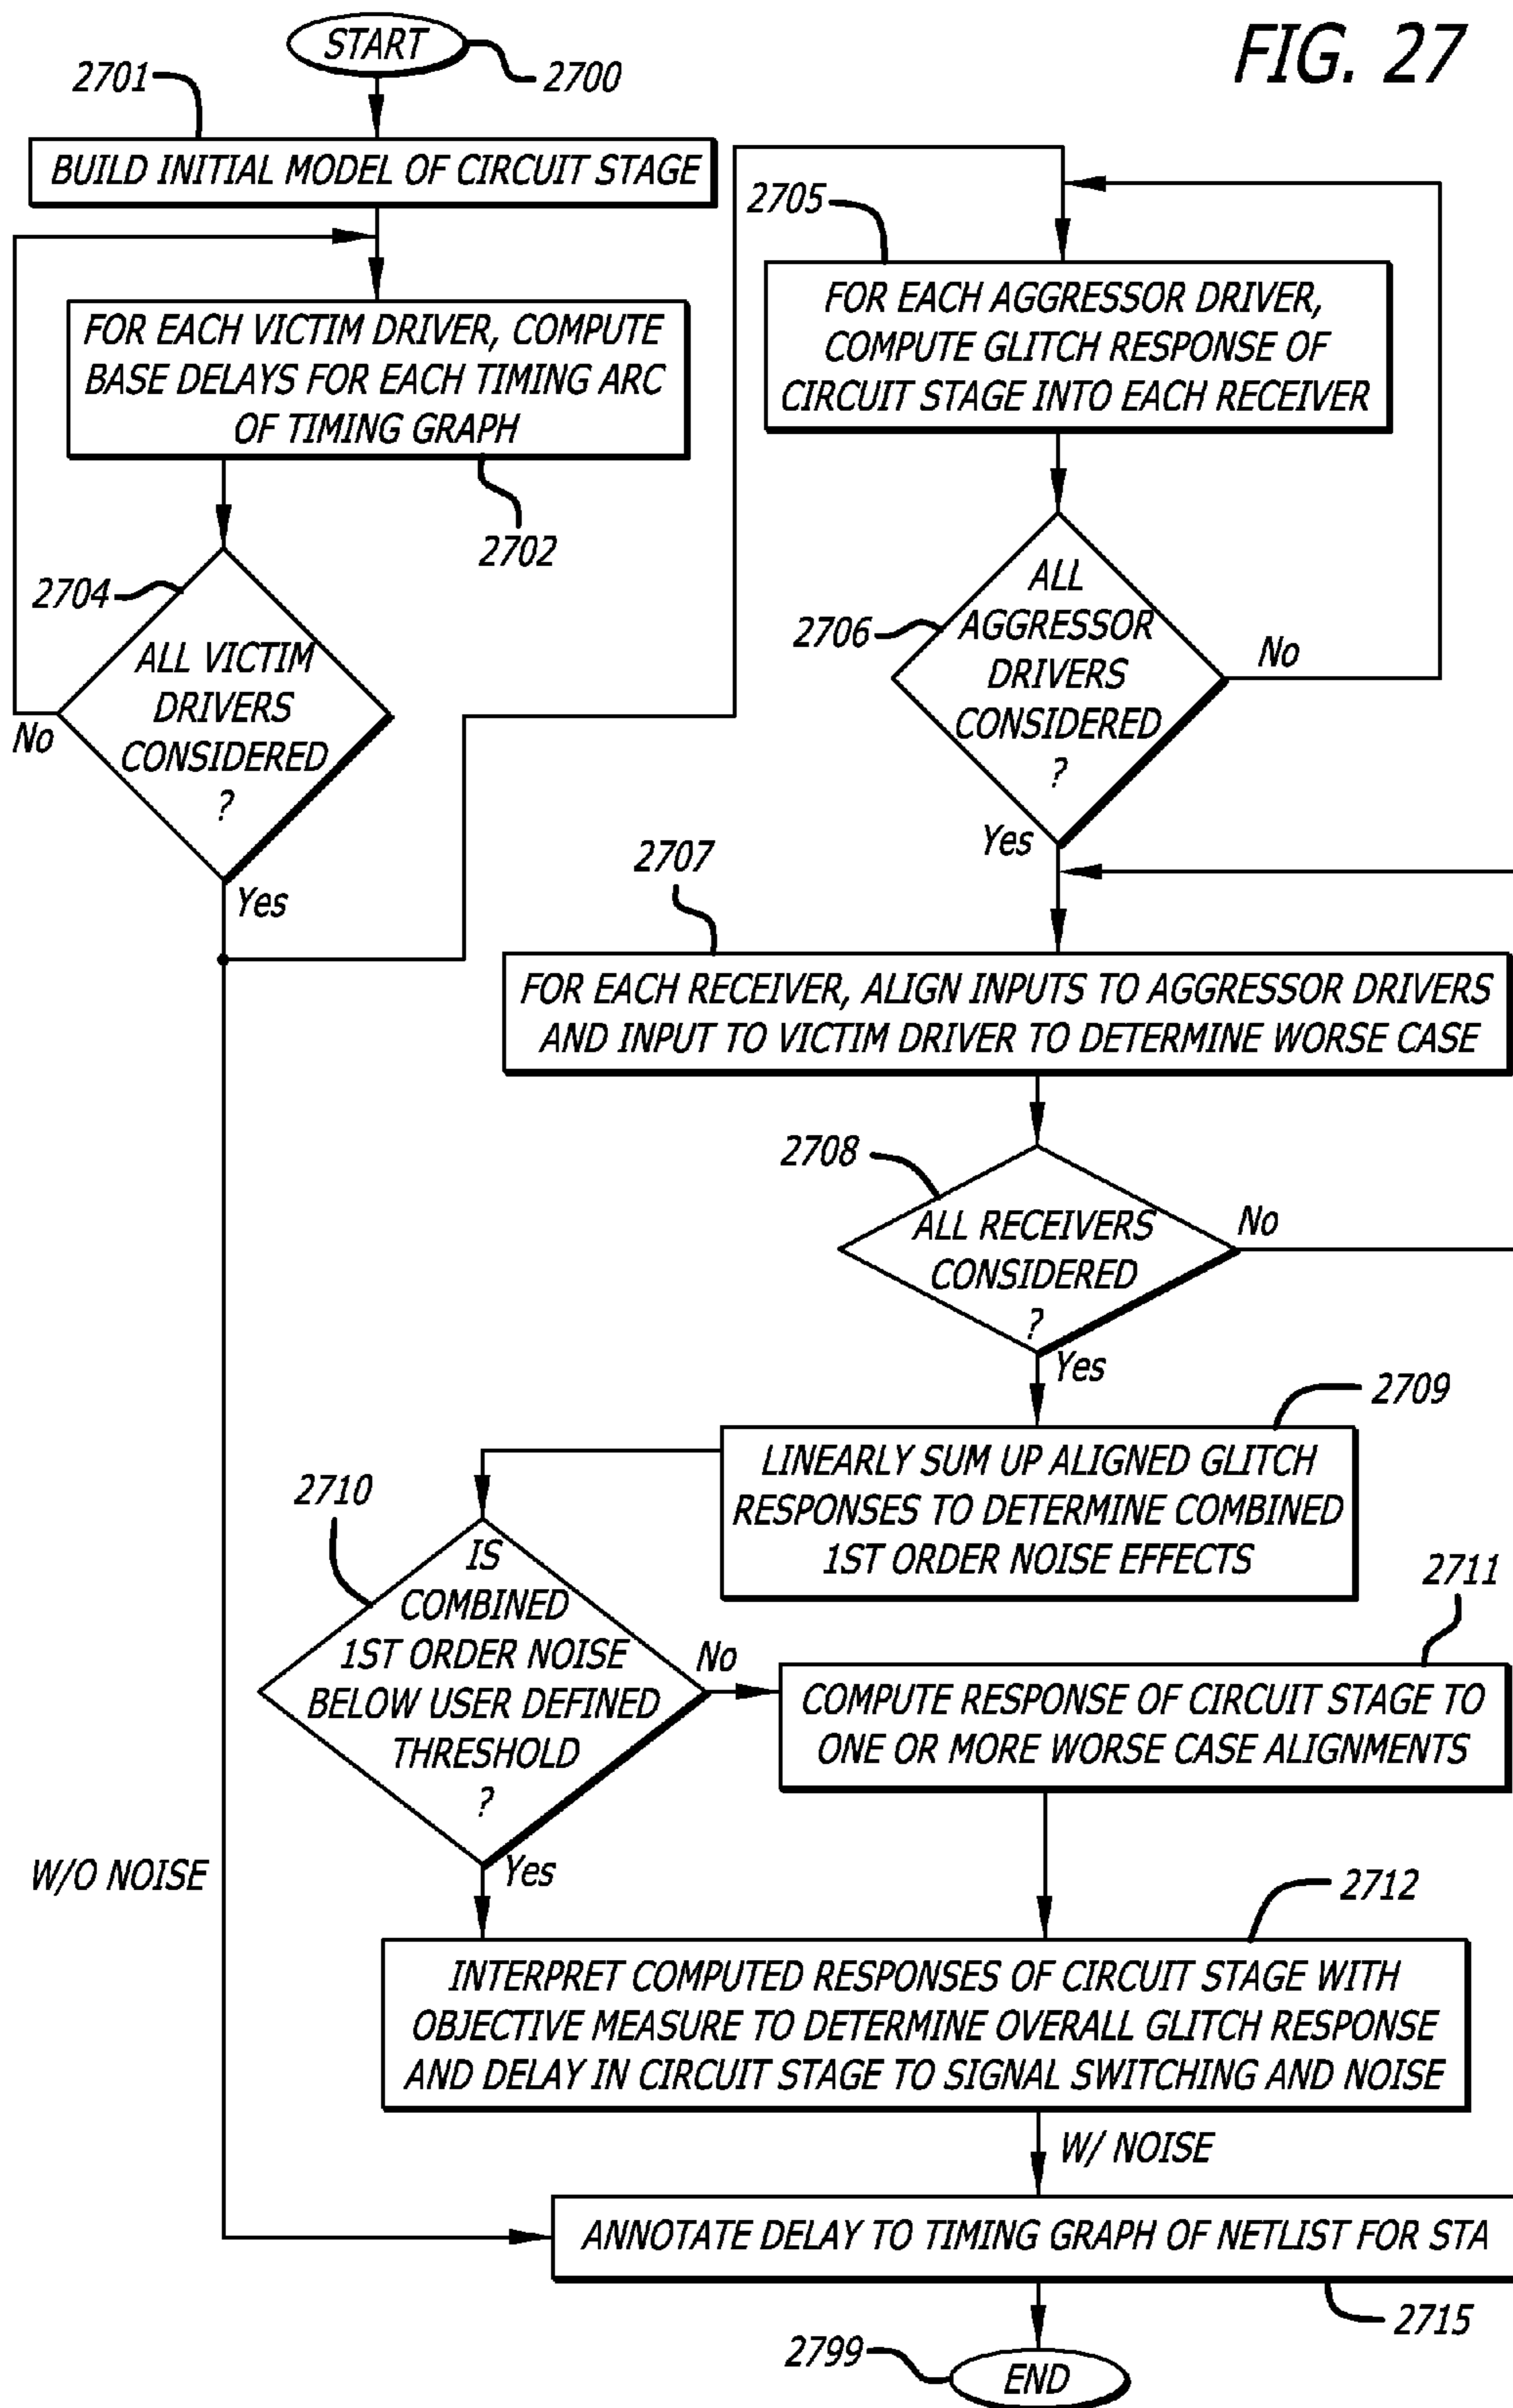 FIG. 27
START
2700
2701
BUILD INITIAL MODEL OF CIRCUIT STAGE
FOR EACH VICTIM DRIVER, COMPUTE
BASE DELAYS FOR EACH TIMING ARC
OF TIMING GRAPH
2702
2704
ALL VICTIM
DRIVERS
CONSIDERED
?
No
Yes
2705
FOR EACH AGGRESSOR DRIVER,
COMPUTE GLITCH RESPONSE OF
CIRCUIT STAGE INTO EACH RECEIVER
2706
ALL
AGGRESSOR
DRIVERS
CONSIDERED
?
No
Yes
2707
FOR EACH RECEIVER, ALIGN INPUTS TO AGGRESSOR DRIVERS
AND INPUT TO VICTIM DRIVER TO DETERMINE WORSE CASE
2708
ALL RECEIVERS
CONSIDERED
?
No
Yes
2709
LINEARLY SUM UP ALIGNED GLITCH
RESPONSES TO DETERMINE COMBINED
1ST ORDER NOISE EFFECTS
2710
IS
COMBINED
1ST ORDER NOISE
BELOW USER DEFINED
THRESHOLD
?
No
Yes
2711
COMPUTE RESPONSE OF CIRCUIT STAGE TO
ONE OR MORE WORSE CASE ALIGNMENTS
W/O NOISE
2712
INTERPRET COMPUTED RESPONSES OF CIRCUIT STAGE WITH
OBJECTIVE MEASURE TO DETERMINE OVERALL GLITCH RESPONSE
AND DELAY IN CIRCUIT STAGE TO SIGNAL SWITCHING AND NOISE
W/ NOISE
ANNOTATE DELAY TO TIMING GRAPH OF NETLIST FOR STA
2715
2799
END